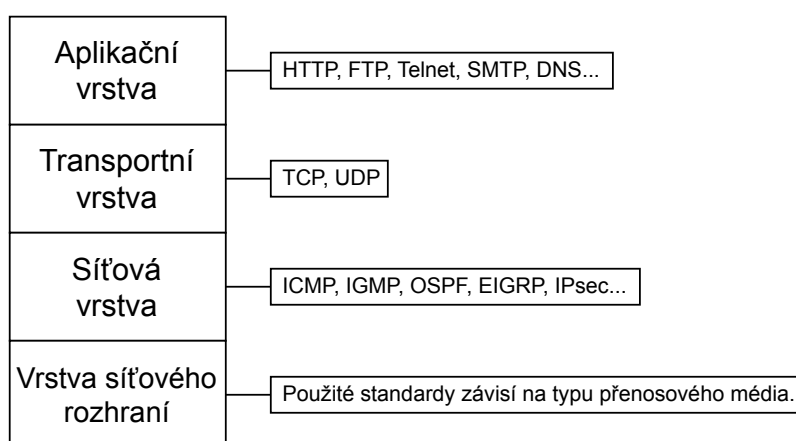 Aplikační
vrstva
HTTP, FTP, Telnet, SMTP, DNS...
Transportní
vrstva
TCP, UDP
Síťová
vrstva
ICMP, IGMP, OSPF, EIGRP, IPsec...
Vrstva síťového
rozhraní
Použité standardy závisí na typu přenosového média.